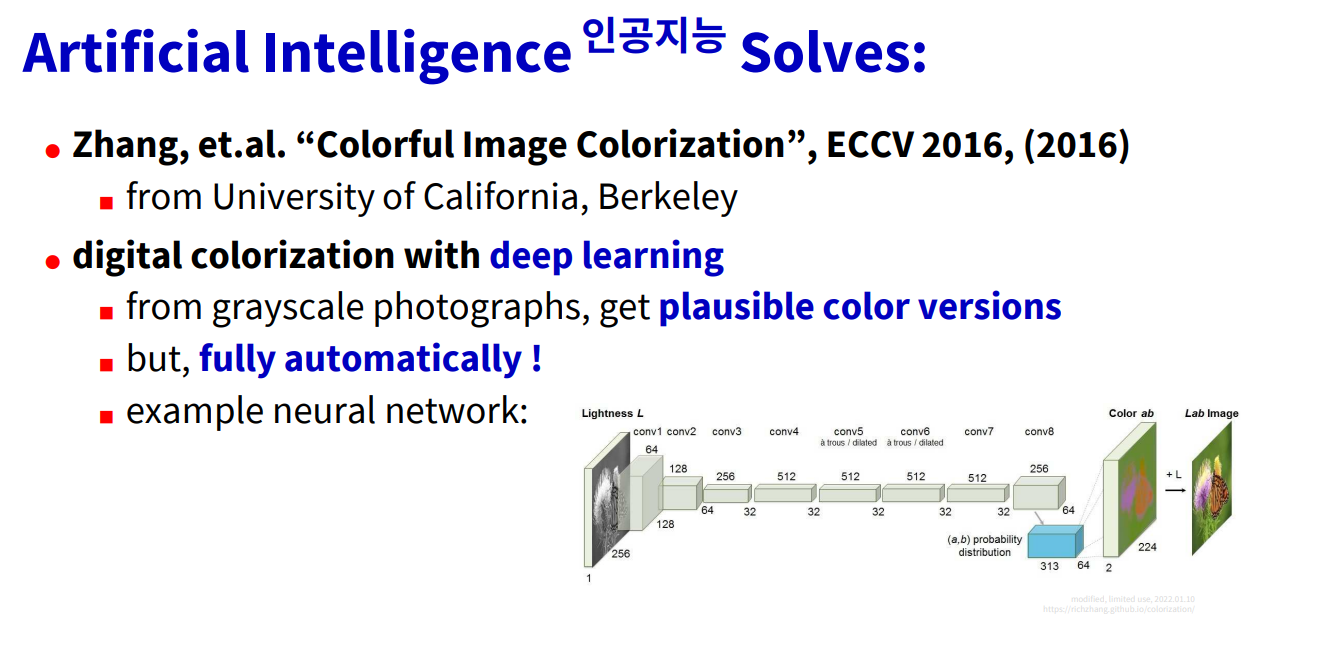 Artificial Intelligence 인공지능 Solves:
Zhang, et.al. “Colorful Image Colorization”, ECCV 2016, (2016)
from University of California, Berkeley
digital colorization with deep learning
from grayscale photographs, get plausible color versions
but, fully automatically !
example neural network:
Lightness L
Color ab
Lab Image
conv1 conv2 conv3 conv4 conv5 conv6 conv7 conv8
à trous / dilated à trous / dilated
64
128
256
512
512
512
512
256
+ L
64
32
32
32
32
32
64
128
(a,b) probability
distribution
224
256
313
64
2
1
modified, limited use, 2022.01.10
https://richzhang.github.io/colorization/